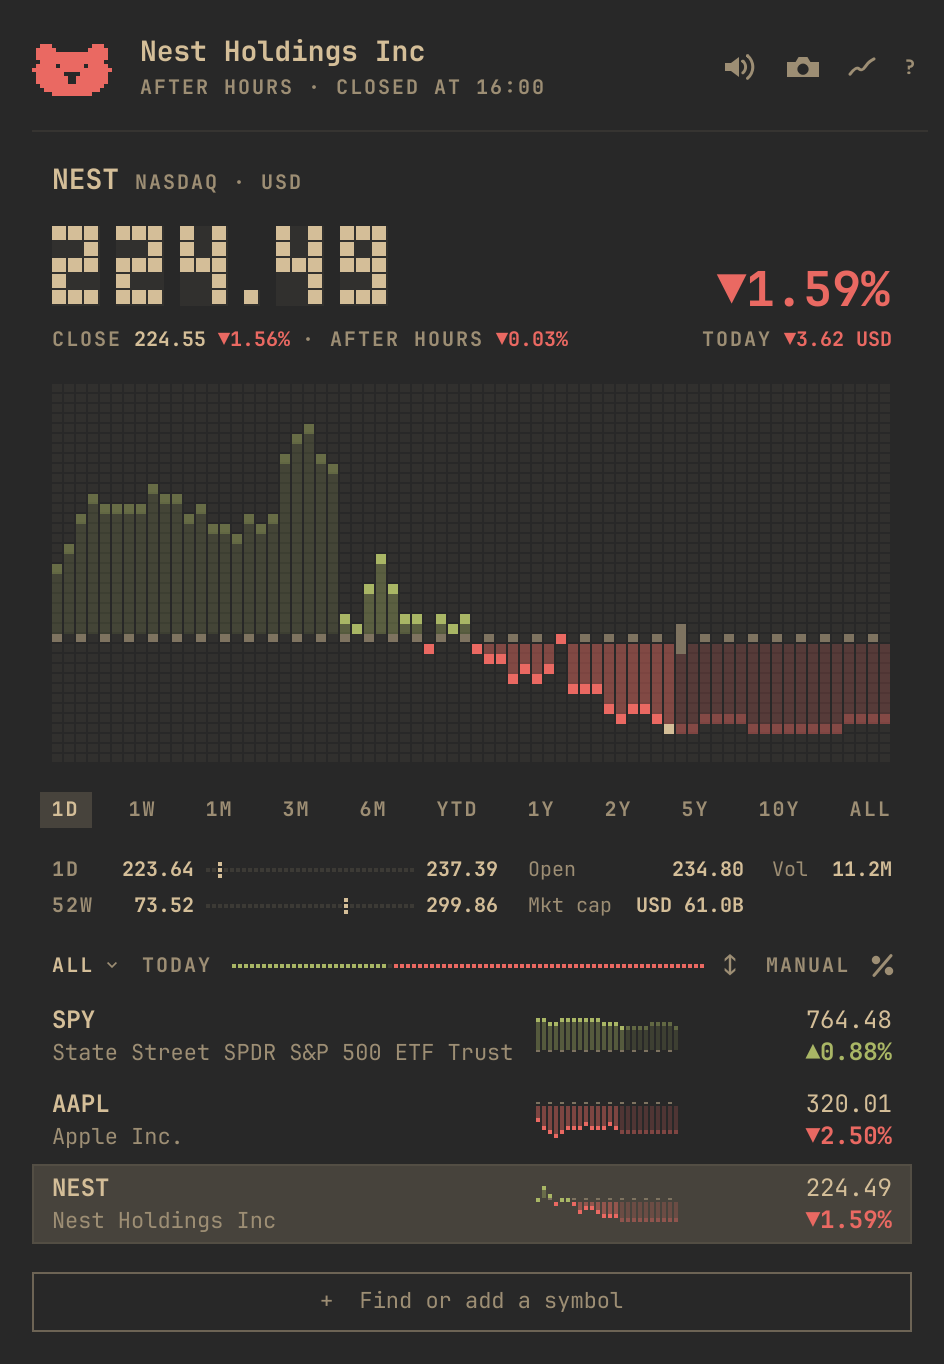 Nest Holdings Inc
AFTER HOURS · CLOSED AT 16:00
?
NEST NASDAQ · USD
224.49
▼1.59%
CLOSE 224.55 ▼1.56% · AFTER HOURS ▼0.03%
TODAY ▼3.62 USD
1D 1W 1M 3M 6M YTD 1Y 2Y 5Y 10Y ALL
1D 223.64 237.39 Open 234.80 Vol 11.2M
52W 73.52 299.86 Mkt cap USD 61.0B
ALL TODAY MANUAL %
SPY 764.48
State Street SPDR S&P 500 ETF Trust ▲0.88%
AAPL 320.01
Apple Inc. ▼2.50%
NEST 224.49
Nest Holdings Inc ▼1.59%
+ Find or add a symbol